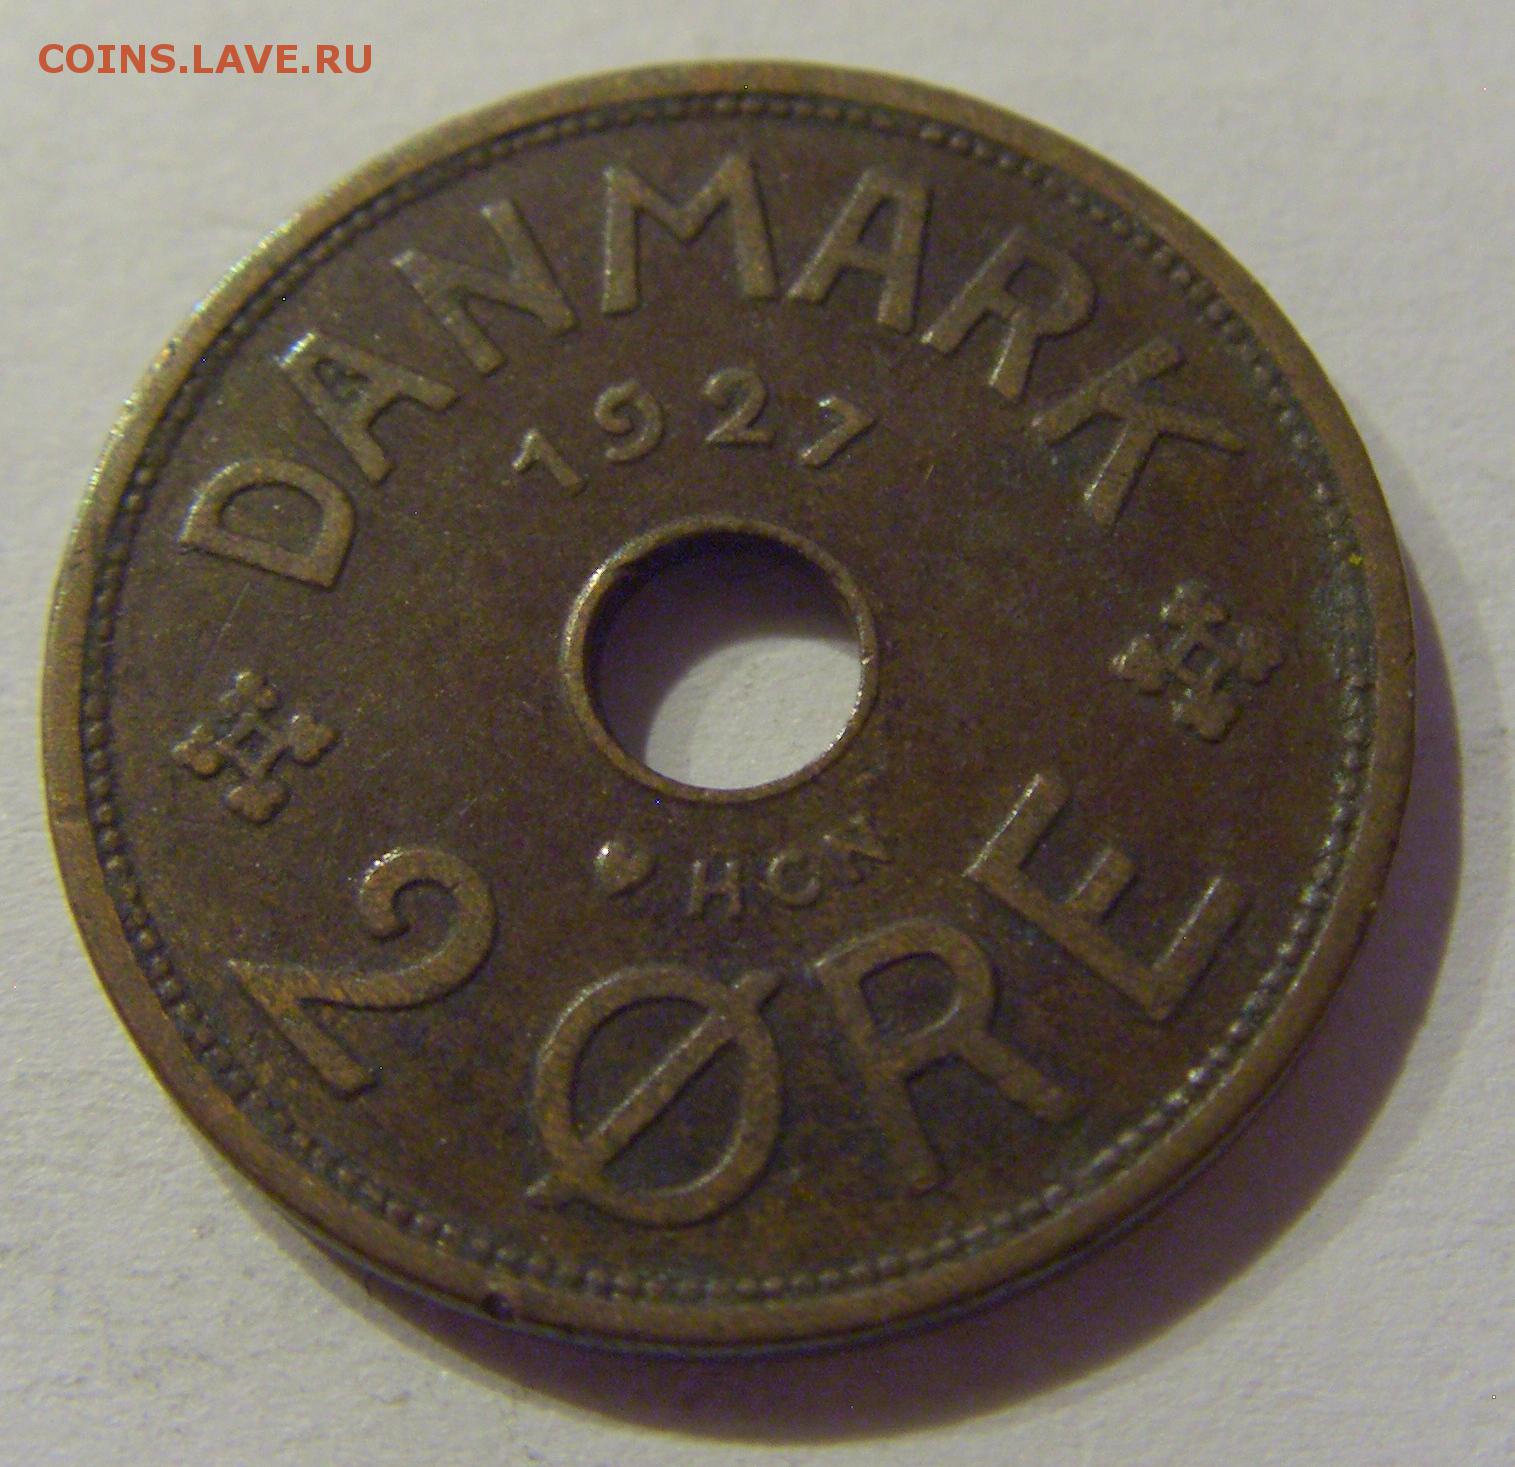 COINS.LAVE.RU
DANMARK
1927
HCN
2 ØRE